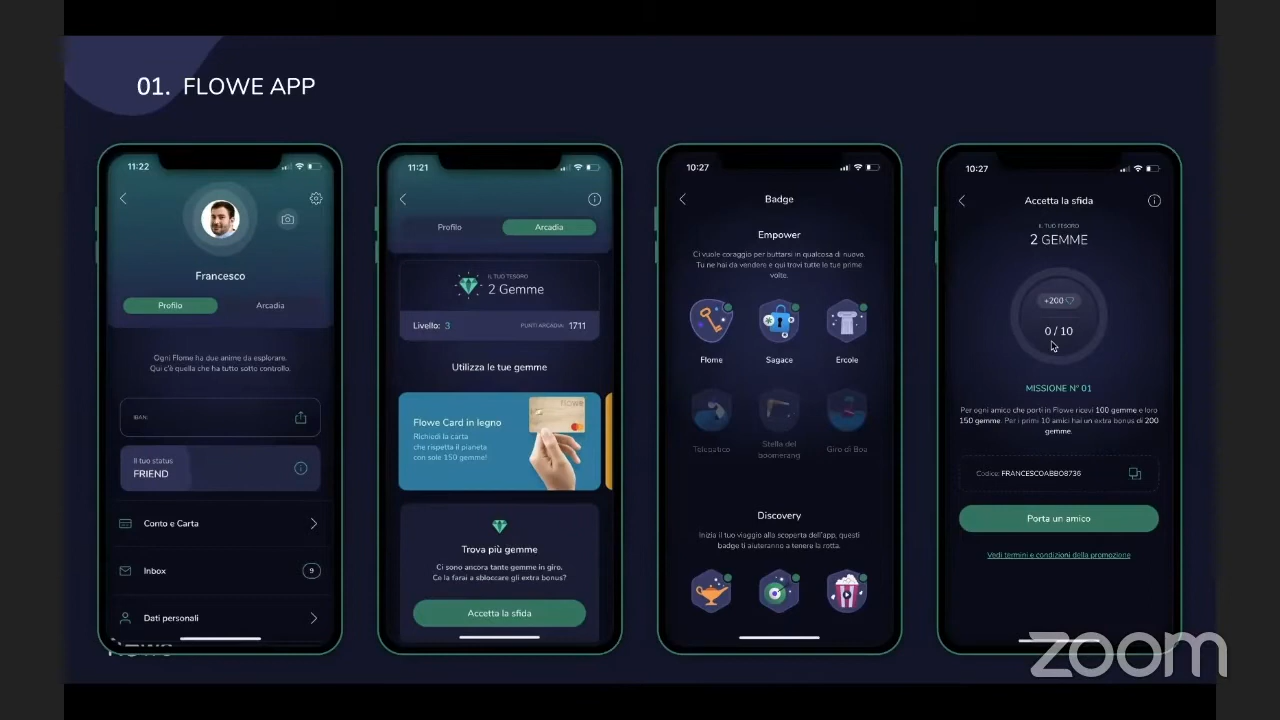 01. FLOWE APP
11:22
Francesco
Profilo
Arcadia
Ogni Flome ha due anime da esplorare.
Qui c'è quella che ha tutto sotto controllo.
IBAN:
Il tuo status
FRIEND
Conto e Carta
Inbox
9
Dati personali
11:21
Profilo
Arcadia
IL TUO TESORO
2 Gemme
Livello: 3
PUNTI ARCADIA: 1711
Utilizza le tue gemme
Flowe Card in legno
Richiedi la carta
che rispetta il pianeta
con sole 150 gemme!
flowe
Trova più gemme
Ci sono ancora tante gemme in giro.
Ce la farai a sbloccare gli extra bonus?
Accetta la sfida
10:27
Badge
Empower
Ci vuole coraggio per buttarsi in qualcosa di nuovo.
Tu ne hai da vendere e qui trovi tutte le tue prime
volte.
Flome
Sagace
Ercole
Telepatico
Stella del
boomerang
Giro di Boa
Discovery
Inizia il tuo viaggio alla scoperta dell'app, questi
badge ti aiuteranno a tenere la rotta.
10:27
Accetta la sfida
IL TUO TESORO
2 GEMME
+200
0 / 10
MISSIONE N° 01
Per ogni amico che porti in Flowe ricevi 100 gemme e loro
150 gemme. Per i primi 10 amici hai un extra bonus di 200
gemme.
Codice: FRANCESCOABBO8736
Porta un amico
Vedi termini e condizioni della promozione
zoom